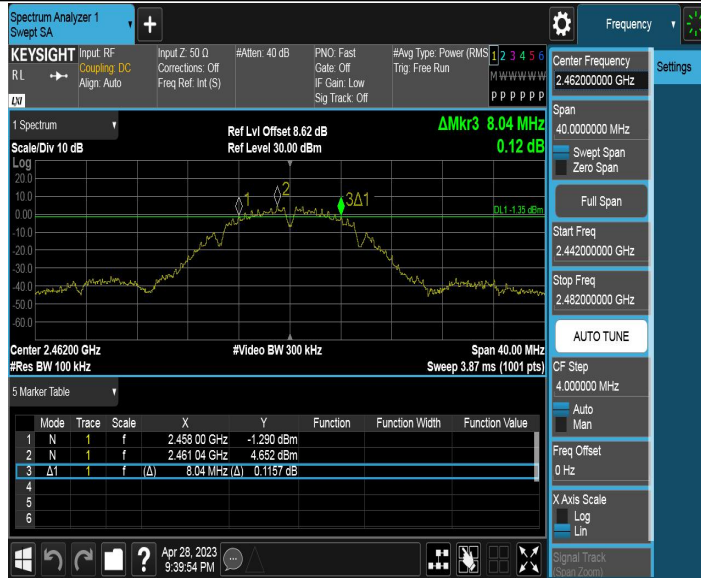 Spectrum Analyzer 1
Swept SA
Frequency
KEYSIGHT
Input: RF
Input Z: 50 Ω
#Atten: 40 dB
PNO: Fast
#Avg Type: Power (RMS
1 2 3 4 5 6
R L
Coupling: DC
Corrections: Off
Gate: Off
Trig: Free Run
M W W W W W
Align: Auto
Freq Ref: Int (S)
IF Gain: Low
LXI
Sig Track: Off
P P P P P P
1 Spectrum
Ref Lvl Offset 8.62 dB
ΔMkr3 8.04 MHz
Scale/Div 10 dB
Ref Level 30.00 dBm
0.12 dB
Log
20.0
10.0
0.00
-10.0
-20.0
-30.0
-40.0
-50.0
-60.0
1
2
3Δ1
DL1 -1.35 dBm
Center 2.46200 GHz
#Video BW 300 kHz
Span 40.00 MHz
#Res BW 100 kHz
Sweep 3.87 ms (1001 pts)
5 Marker Table
Mode Trace Scale X Y Function Function Width Function Value
1 N 1 f 2.458 00 GHz -1.290 dBm
2 N 1 f 2.461 04 GHz 4.652 dBm
3 Δ1 1 f (Δ) 8.04 MHz (Δ) 0.1157 dB
4
5
6
Apr 28, 2023
9:39:54 PM
Center Frequency
2.462000000 GHz
Settings
Span
40.0000000 MHz
Swept Span
Zero Span
Full Span
Start Freq
2.442000000 GHz
Stop Freq
2.482000000 GHz
AUTO TUNE
CF Step
4.000000 MHz
Auto
Man
Freq Offset
0 Hz
X Axis Scale
Log
Lin
Signal Track
(Span Zoom)